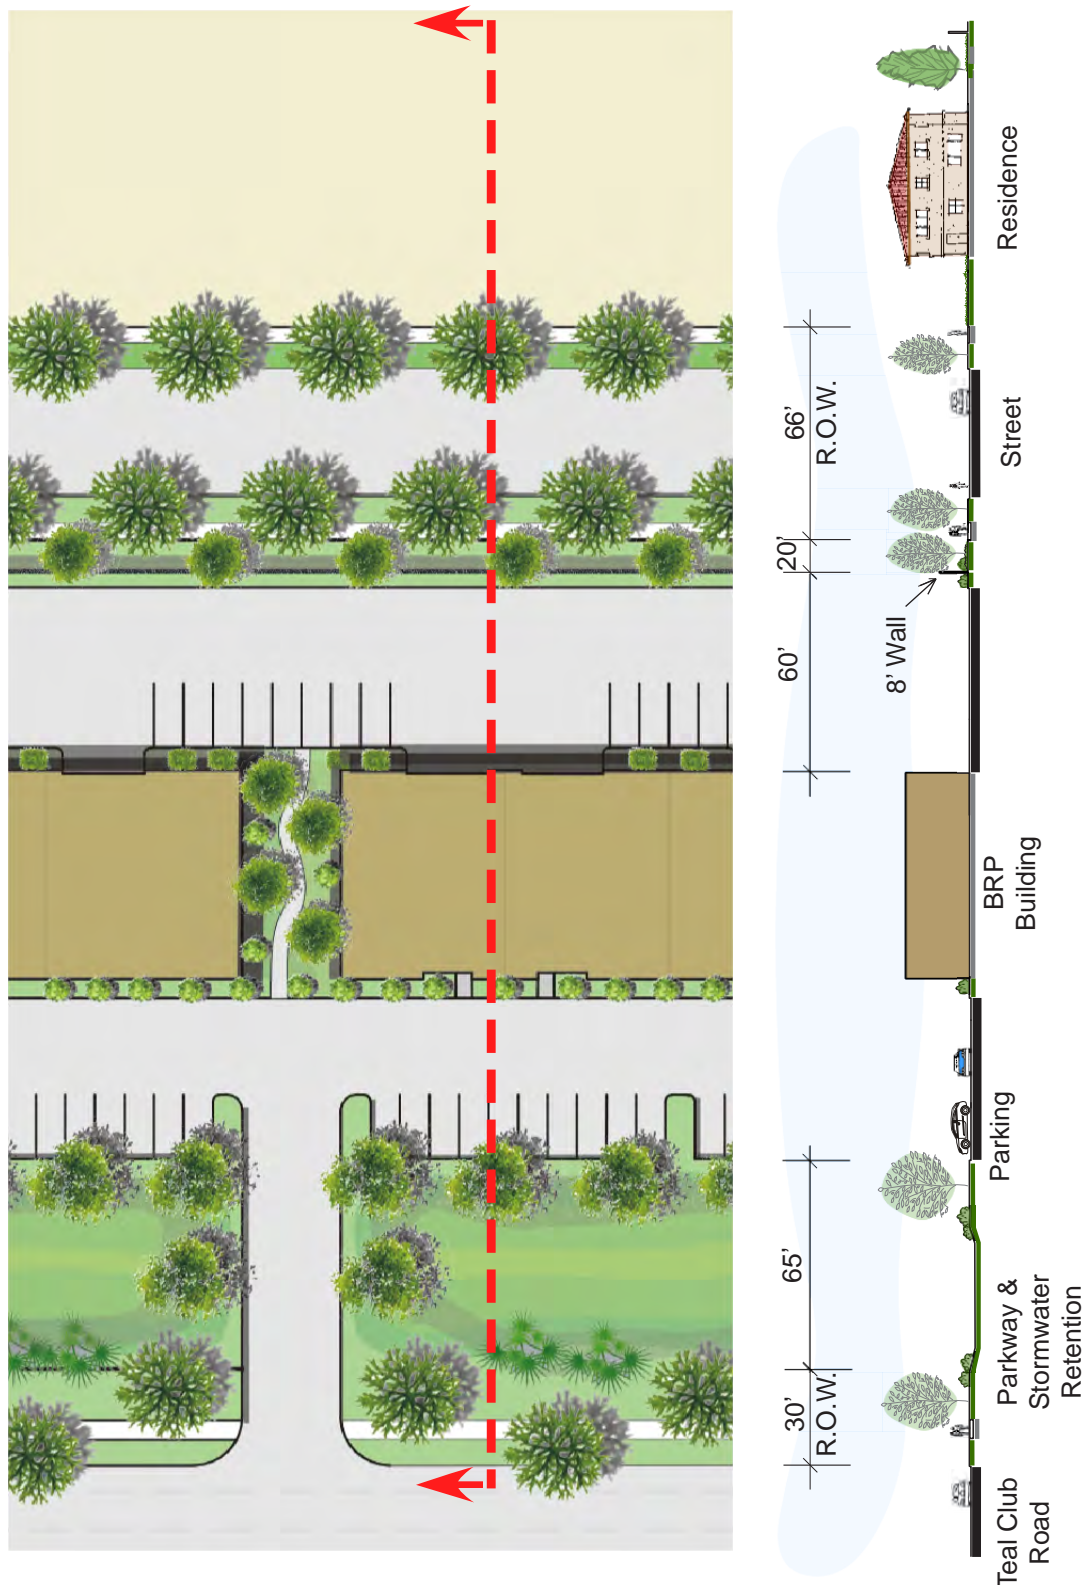 Teal Club
Road
Parkway &
Stormwater
Retention
Parking
BRP
Building
Street
Residence
30’
R.O.W.
65’
60’
20’
66’
R.O.W.
8’ Wall